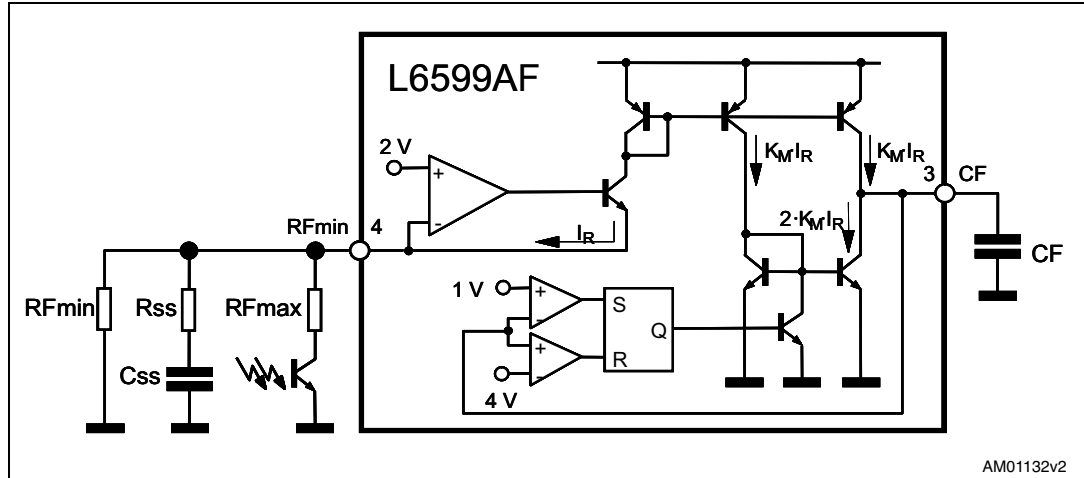 L6599AF
2 V
+
-
RFmin
4
I_R
K_M·I_R
K_M·I_R
3
CF
2·K_M·I_R
CF
RFmin
Rss
RFmax
Css
1 V
+
-
S
Q
+
-
R
4 V
AM01132v2